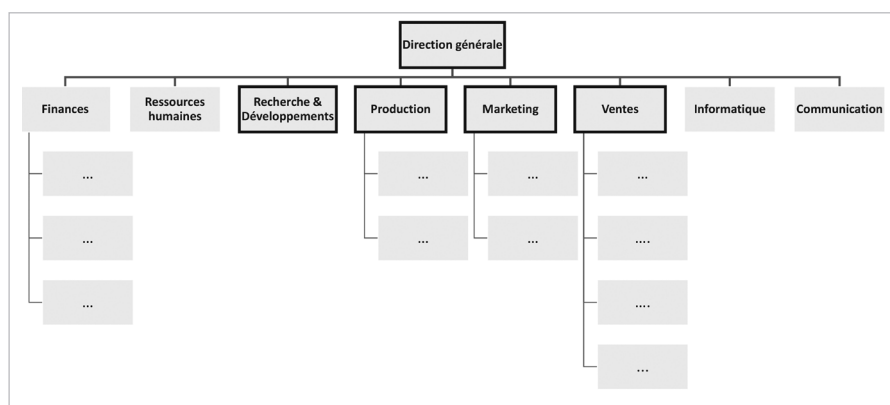 Direction générale
Finances
Ressources
humaines
Recherche &
Développements
Production
Marketing
Ventes
Informatique
Communication
...
...
...
...
...
...
....
...
....
...
....
...